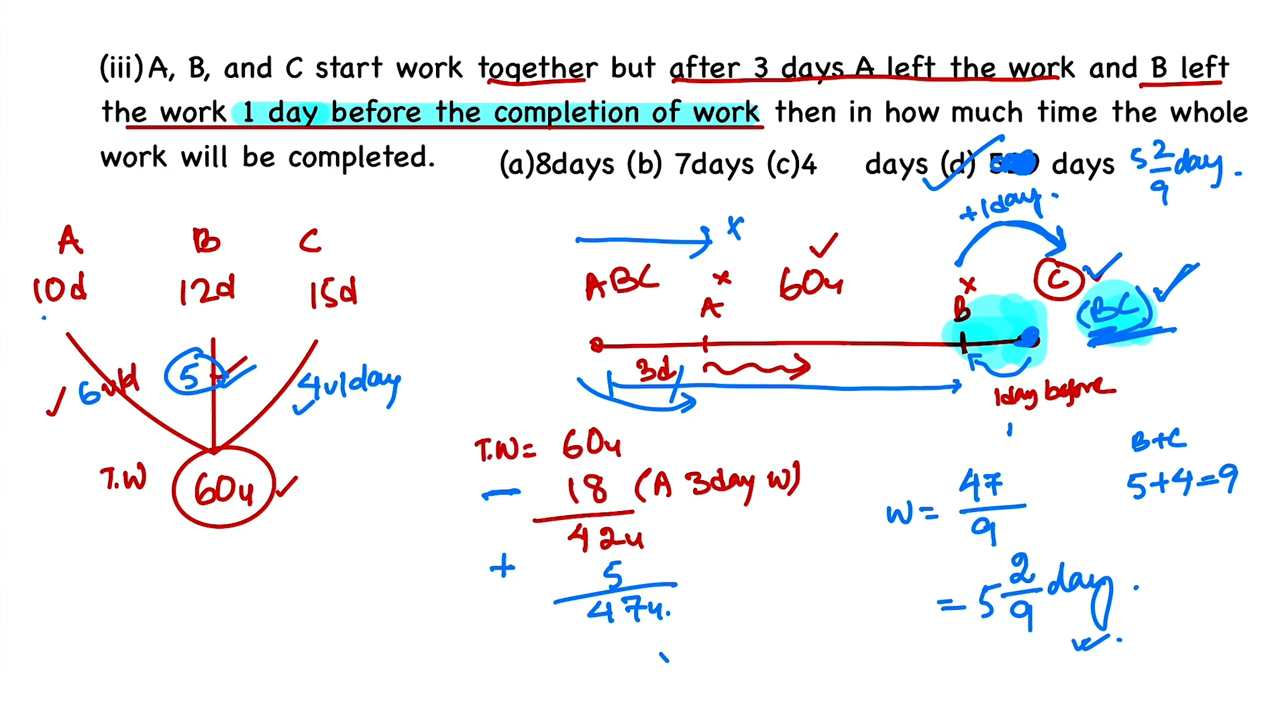 (iii) A, B, and C start work together but after 3 days A left the work and B left
the work 1 day before the completion of work then in how much time the whole
work will be completed. (a)8days (b) 7days (c)4 days (d) days 5 2/9 day.
+1day.
A B C
10d 12d 15d
6u/d 5 4u/day
T.W 60u
x
ABC x 60u x C
A B (BC)
3d
1day before
T.W = 60u
- 18 (A 3day W)
42u
+ 5
47u.
B+C
5+4=9
W = 47/9
= 5 2/9 day.